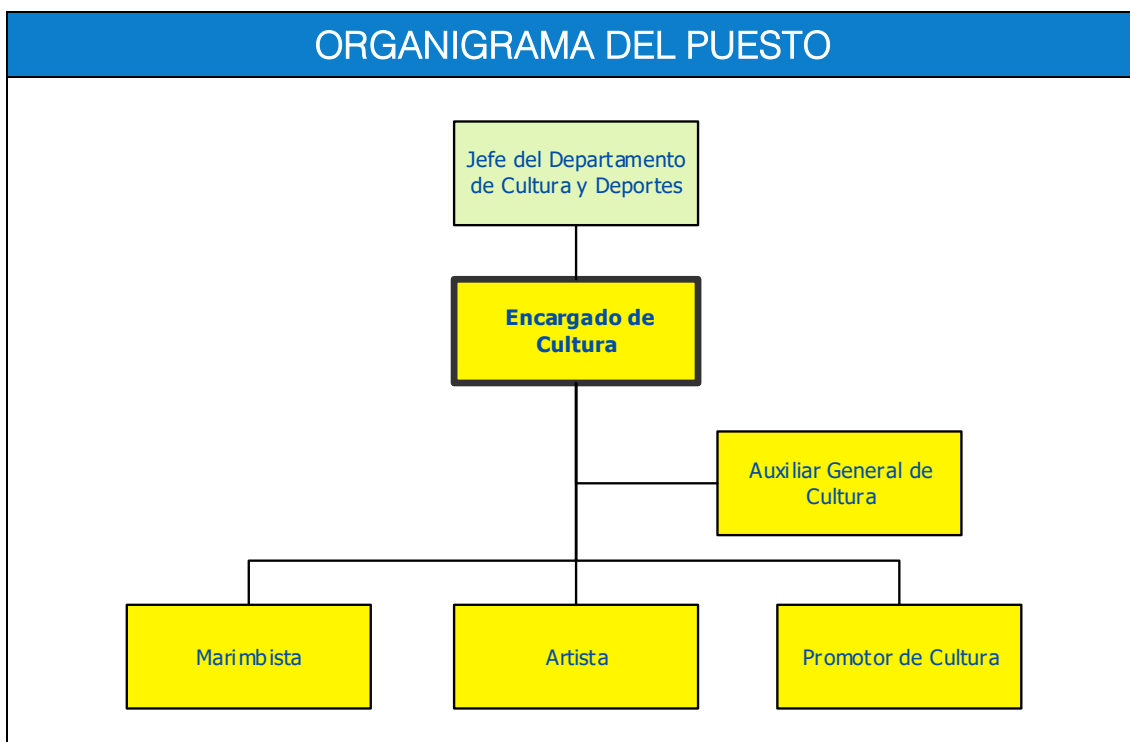 ORGANIGRAMA DEL PUESTO
Jefe del Departamento
de Cultura y Deportes
Encargado de
Cultura
Auxiliar General de
Cultura
Marimbista
Artista
Promotor de Cultura